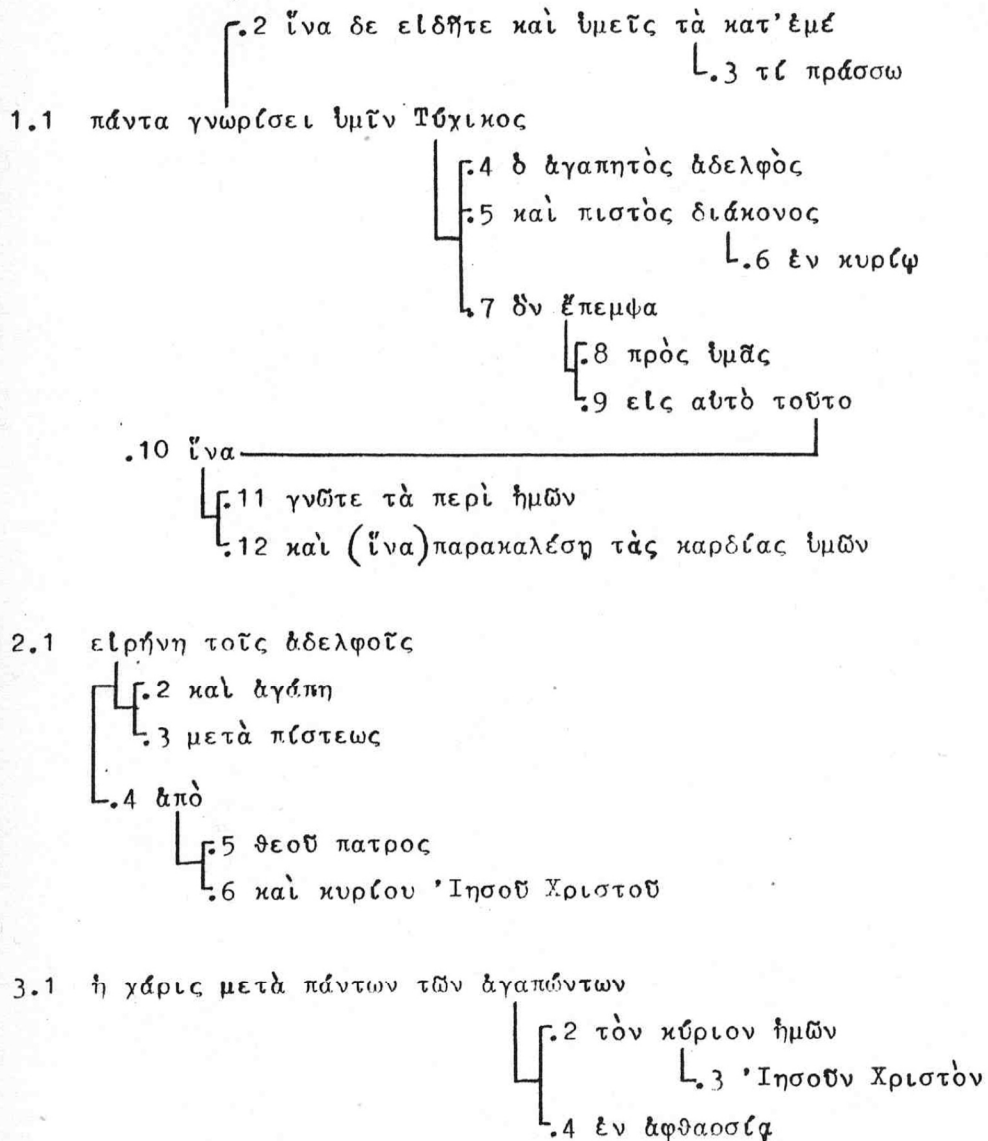 .2 ἵνα δε εἰδῆτε καὶ ὑμεῖς τὰ κατ’ἐμέ
.3 τί πράσσω
1.1 πάντα γνωρίσει ὑμῖν Τύχικος
.4 ὁ ἀγαπητὸς ἀδελφὸς
.5 καὶ πιστὸς διάκονος
.6 ἐν κυρίῳ
.7 ὃν ἔπεμψα
.8 πρὸς ὑμᾶς
.9 εἰς αὐτὸ τοῦτο
.10 ἵνα
.11 γνῶτε τὰ περὶ ἡμῶν
.12 καὶ (ἵνα)παρακαλέσῃ τὰς καρδίας ὑμῶν
2.1 εἰρήνη τοῖς ἀδελφοῖς
.2 καὶ ἀγάπη
.3 μετὰ πίστεως
.4 ἀπὸ
.5 θεοῦ πατρος
.6 καὶ κυρίου ’Ιησοῦ Χριστοῦ
3.1 ἡ χάρις μετὰ πάντων τῶν ἀγαπώντων
.2 τὸν κύριον ἡμῶν
.3 ’Ιησοῦν Χριστὸν
.4 ἐν ἀφθαρσίᾳ